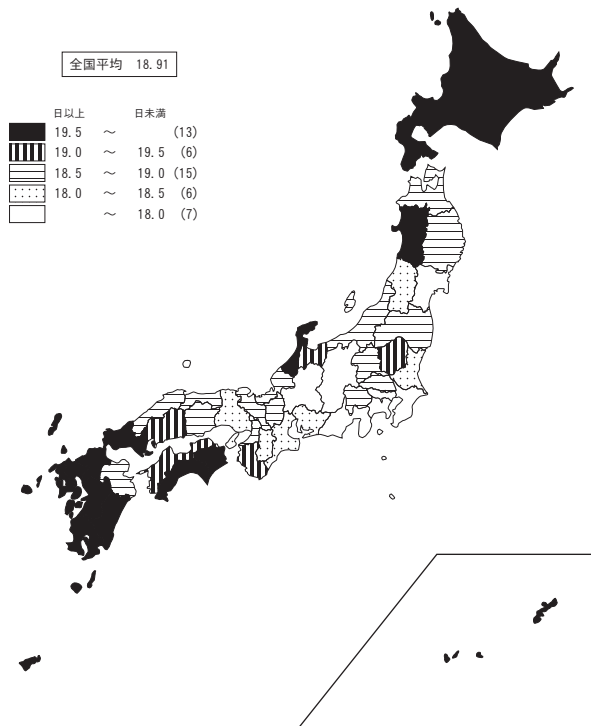 全国平均 18.91
日以上 日未満
19.5 ～ (13)
19.0 ～ 19.5 (6)
18.5 ～ 19.0 (15)
18.0 ～ 18.5 (6)
～ 18.0 (7)